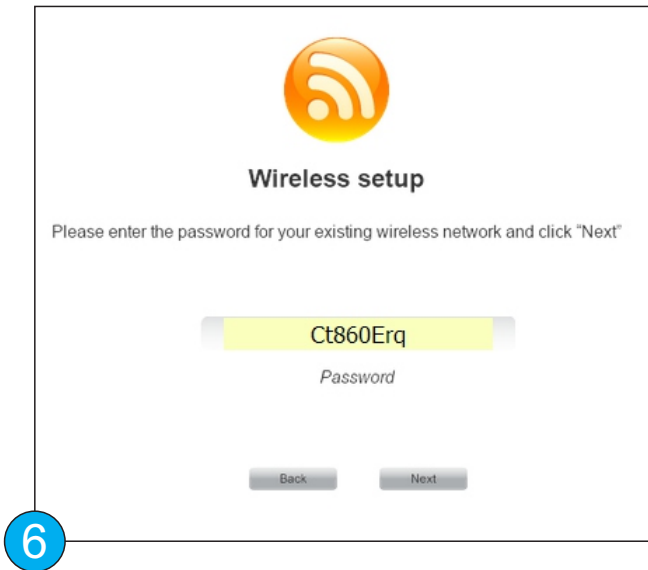 Wireless setup
Please enter the password for your existing wireless network and click “Next”
Ct860Erq
Password
Back Next
6